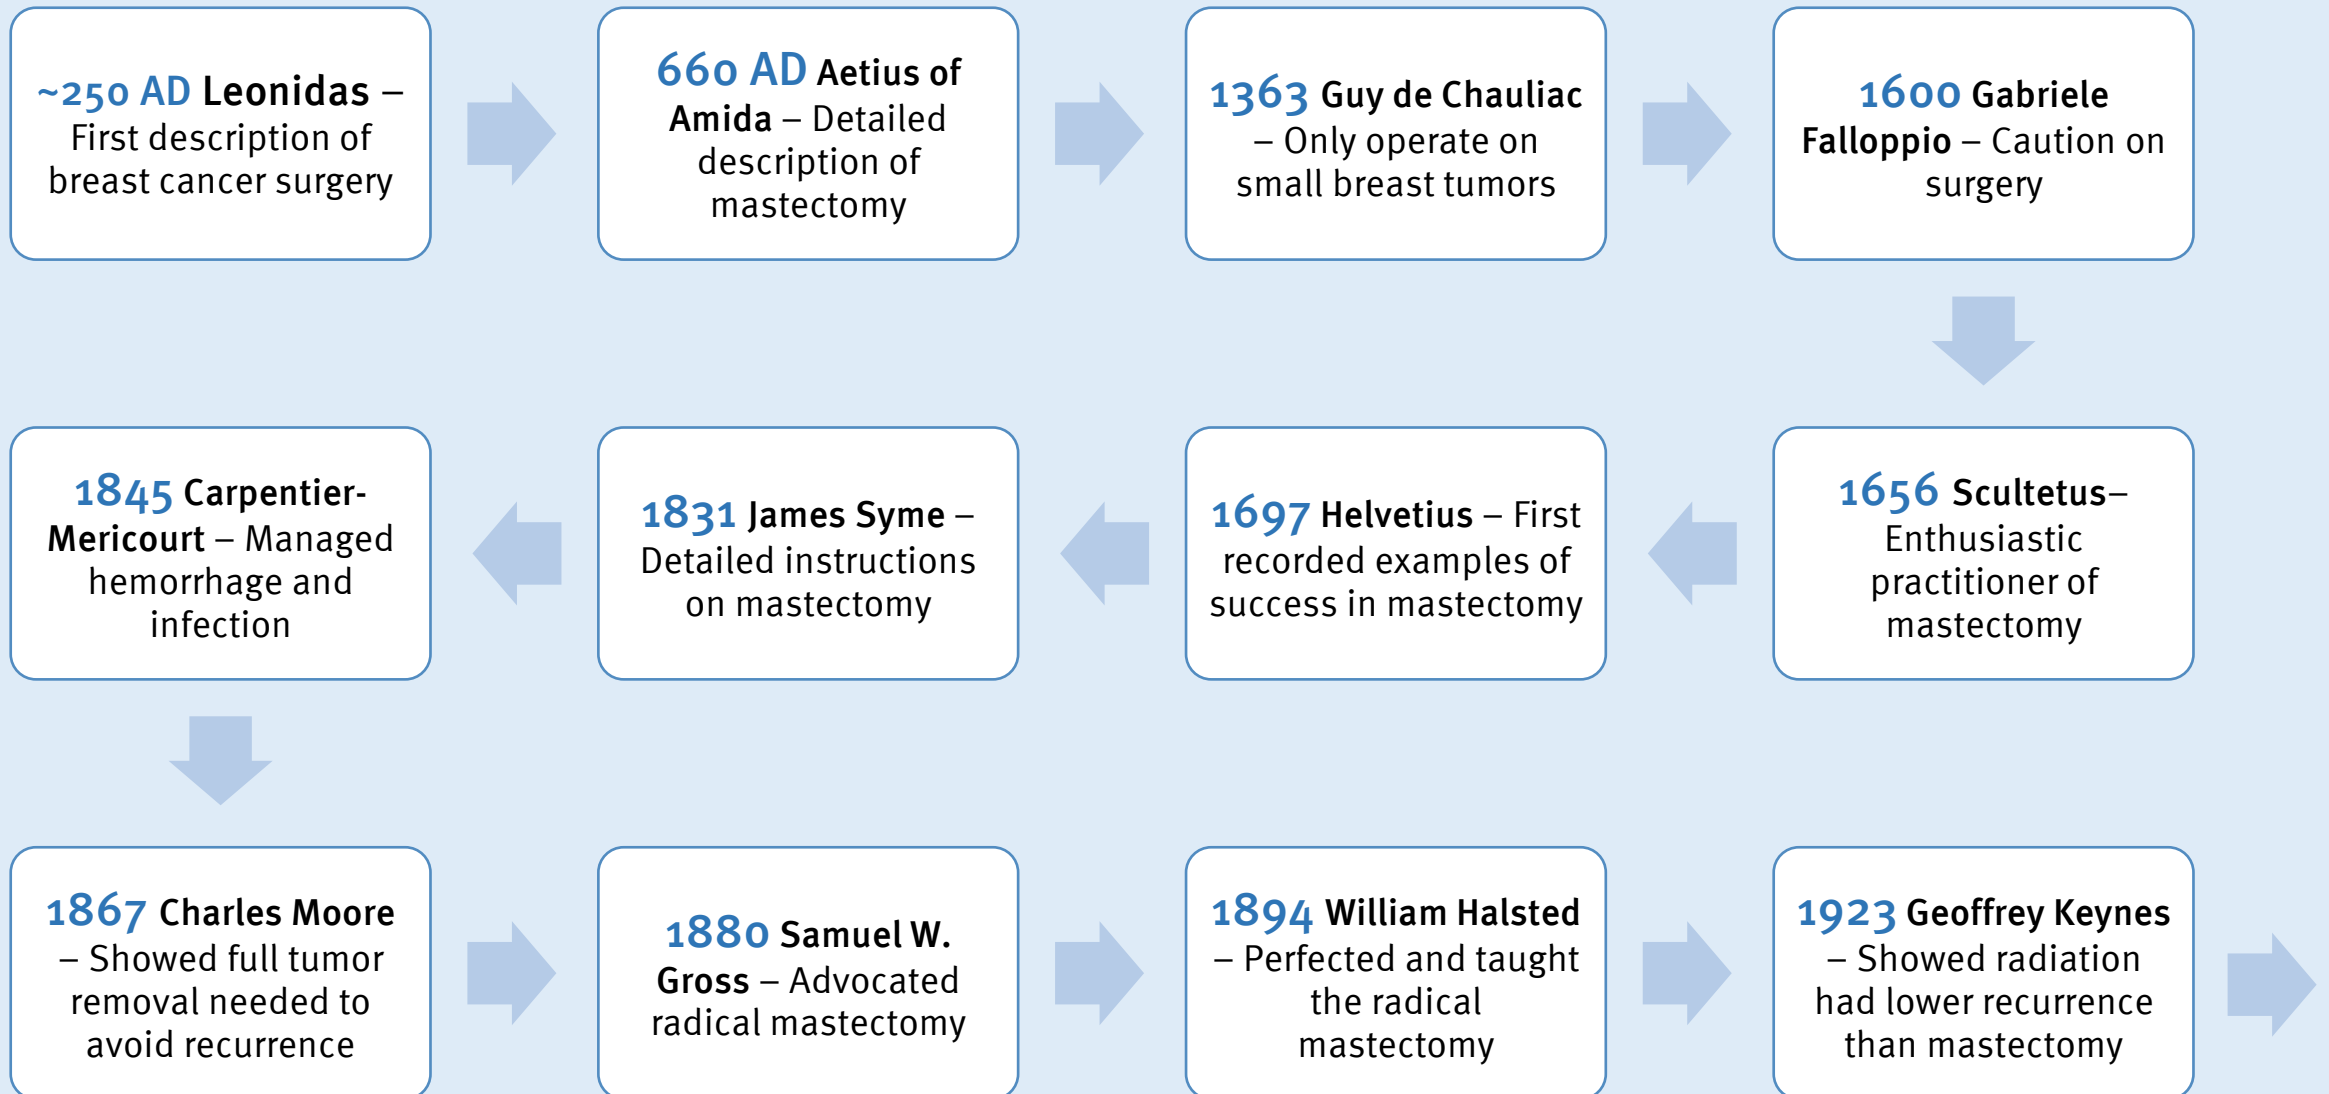 ~250 AD Leonidas –
First description of
breast cancer surgery
660 AD Aetius of
Amida – Detailed
description of
mastectomy
1363 Guy de Chauliac
– Only operate on
small breast tumors
1600 Gabriele
Falloppio – Caution on
surgery
1656 Scultetus–
Enthusiastic
practitioner of
mastectomy
1697 Helvetius – First
recorded examples of
success in mastectomy
1831 James Syme –
Detailed instructions
on mastectomy
1845 Carpentier-
Mericourt – Managed
hemorrhage and
infection
1867 Charles Moore
– Showed full tumor
removal needed to
avoid recurrence
1880 Samuel W.
Gross – Advocated
radical mastectomy
1894 William Halsted
– Perfected and taught
the radical
mastectomy
1923 Geoffrey Keynes
– Showed radiation
had lower recurrence
than mastectomy